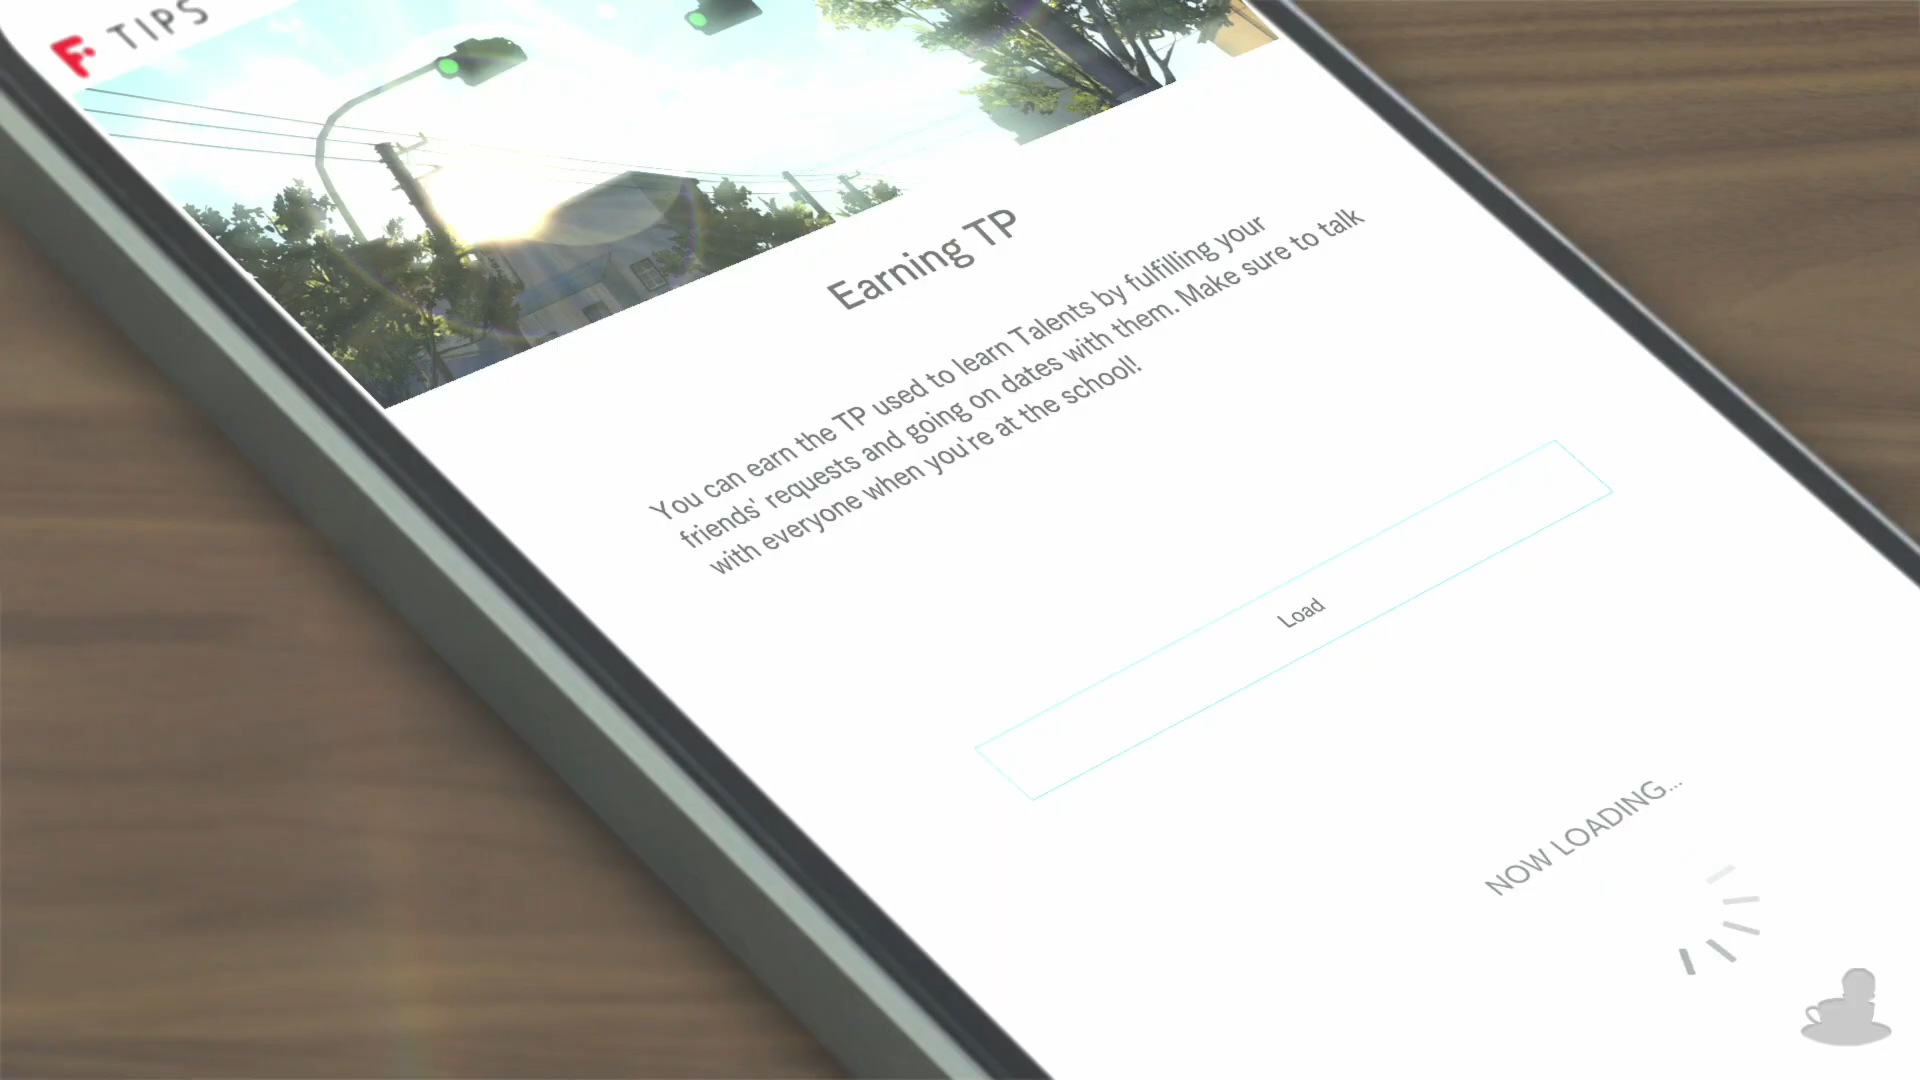 TIPS
Earning TP
You can earn the TP used to learn Talents by fulfilling your
friends' requests and going on dates with them. Make sure to talk
with everyone when you're at the school!
Load
NOW LOADING...